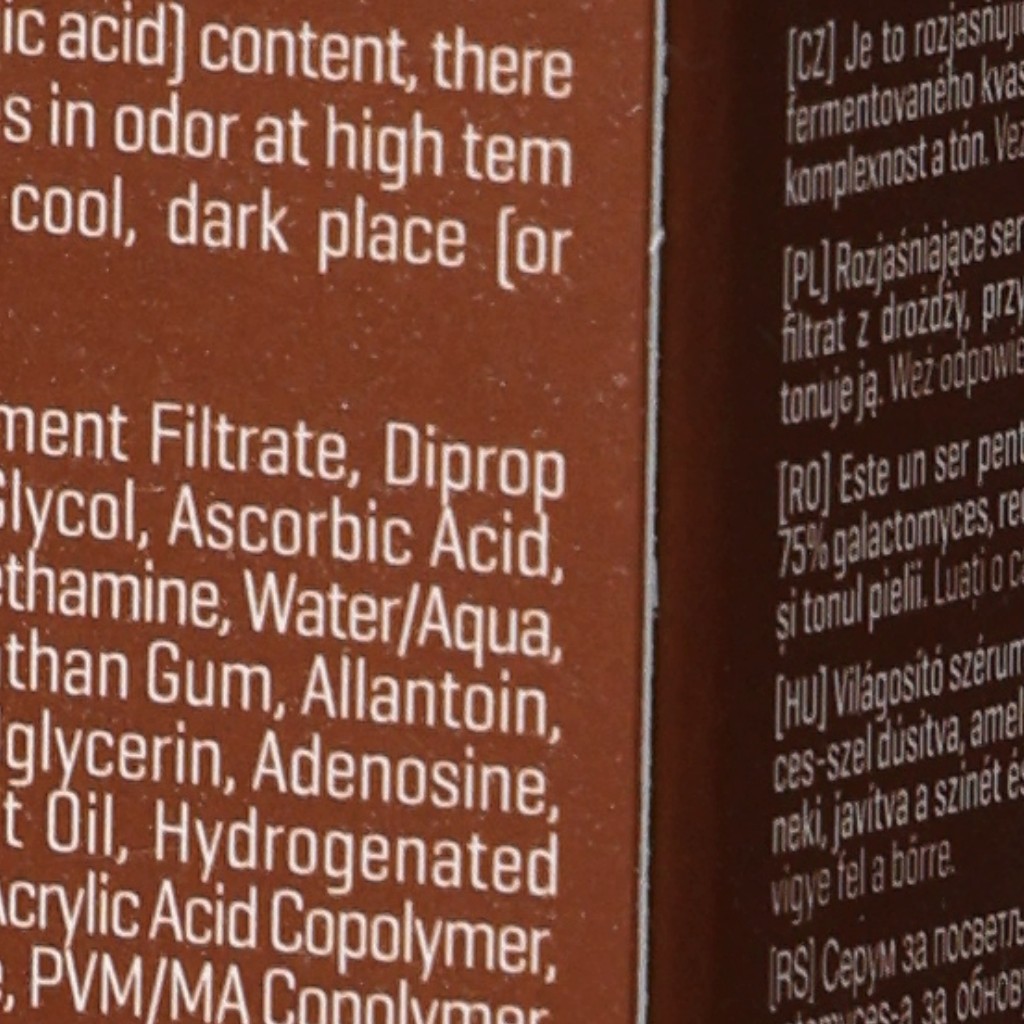 ic acid) content, there
s in odor at high tem
cool, dark place (or
ment Filtrate, Diprop
Glycol, Ascorbic Acid,
ethamine, Water/Aqua,
than Gum, Allantoin,
glycerin, Adenosine,
t Oil, Hydrogenated
Acrylic Acid Copolymer,
, PVM/MA Copolymer
[CZ] Je to rozjasňují
fermentovaného kvas
komplexnost a tón. Vez
[PL] Rozjaśniające ser
filtrat z drożdży, przy
tonuje ją. Weź odpowie
[RO] Este un ser pent
75% galactomyces, re
și tonul pielii. Luați o c
[HU] Világosító szérum
ces-szel dúsítva, amel
neki, javítva a színét és
vigye fel a bőrre.
[RS] Серум за посветљ
за обнов